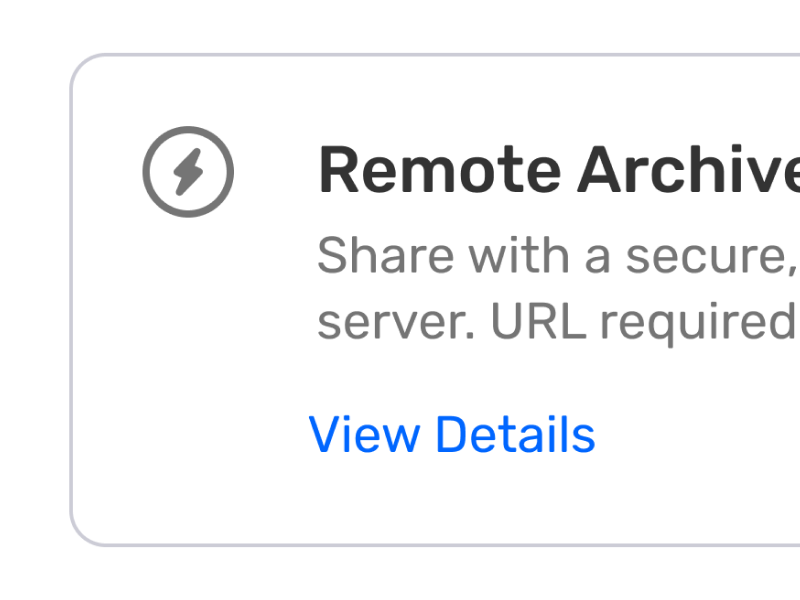 Remote Archive
Share with a secure,
server. URL required
View Details